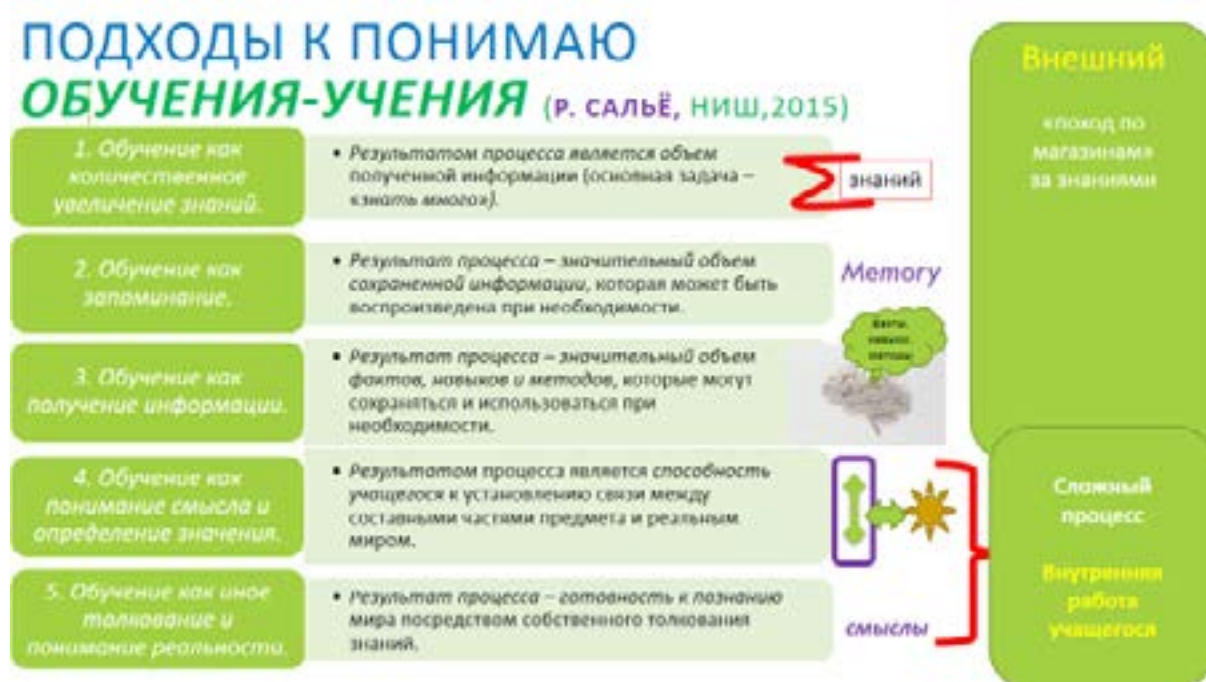 ПОДХОДЫ К ПОНИМАЮ
ОБУЧЕНИЯ-УЧЕНИЯ (Р. САЛЬЁ, НИШ,2015)
1. Обучение как
количественное
увеличение знаний.
• Результатом процесса является объем
полученной информации (основная задача –
«знать много»).
знаний
2. Обучение как
запоминание.
• Результат процесса – значительный объем
сохраненной информации, которая может быть
воспроизведена при необходимости.
Memory
3. Обучение как
получение информации.
• Результат процесса – значительный объем
фактов, навыков и методов, которые могут
сохраняться и использоваться при
необходимости.
факты,
навыки,
методы
4. Обучение как
понимание смысла и
определение значения.
• Результатом процесса является способность
учащегося к установлению связи между
составными частями предмета и реальным
миром.
5. Обучение как иное
толкование и
понимание реальности.
• Результат процесса – готовность к познанию
мира посредством собственного толкования
знаний.
смыслы
Внешний
«поход по
магазинам»
за знаниями
Сложный
процесс
Внутренняя
работа
учащегося